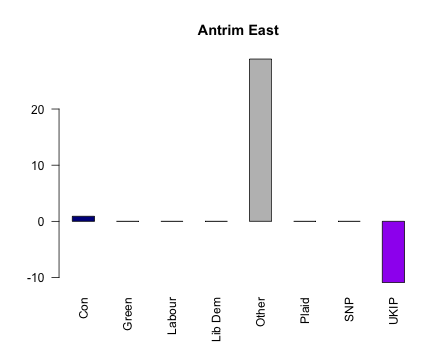 Antrim East
20
10
0
-10
Con
Green
Labour
Lib Dem
Other
Plaid
SNP
UKIP